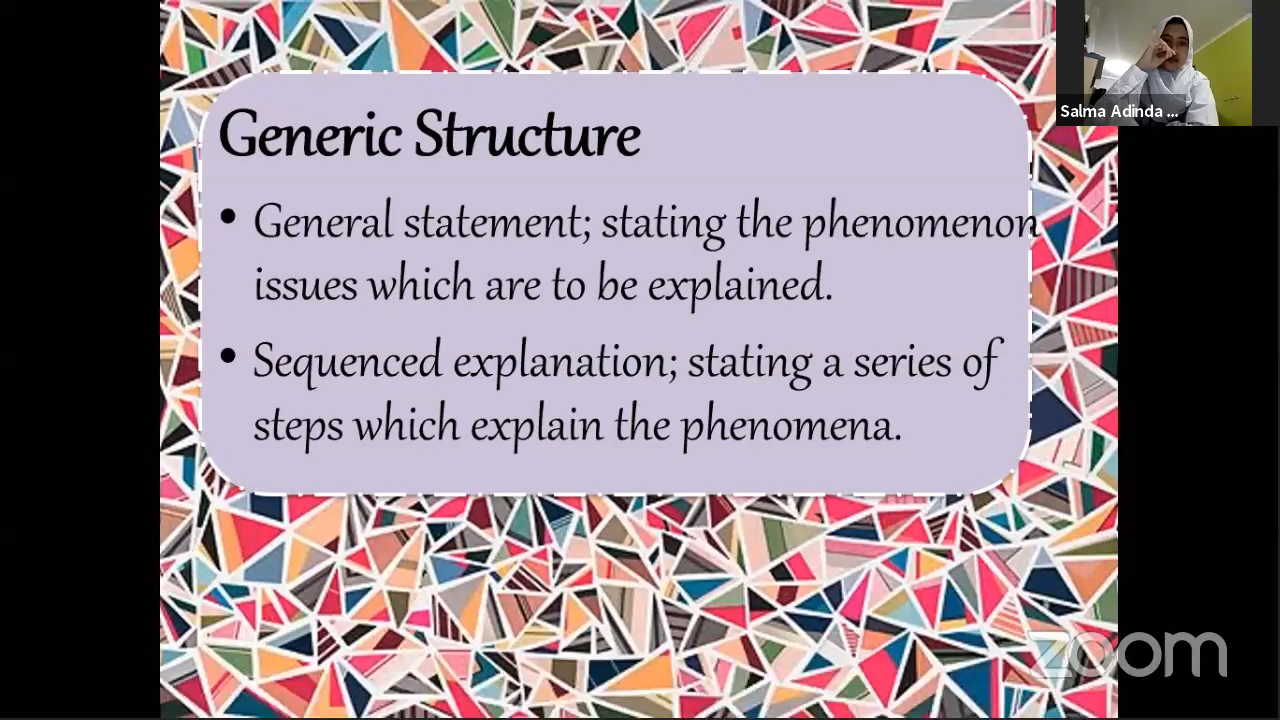 Generic Structure
• General statement; stating the phenomenon
issues which are to be explained.
• Sequenced explanation; stating a series of
steps which explain the phenomena.
Salma Adinda ...
zoom